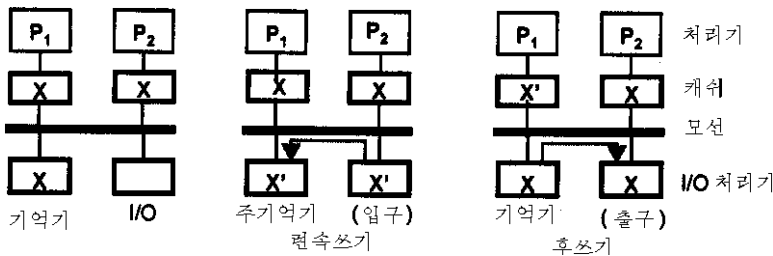 P₁ P₂ P₁ P₂ P₁ P₂ 처리기
X X X X X' X 캐쉬
모선
X X' X' X X I/O 처리기
기억기 I/O 주기억기 (입구) 기억기 (출구)
련속쓰기 후쓰기